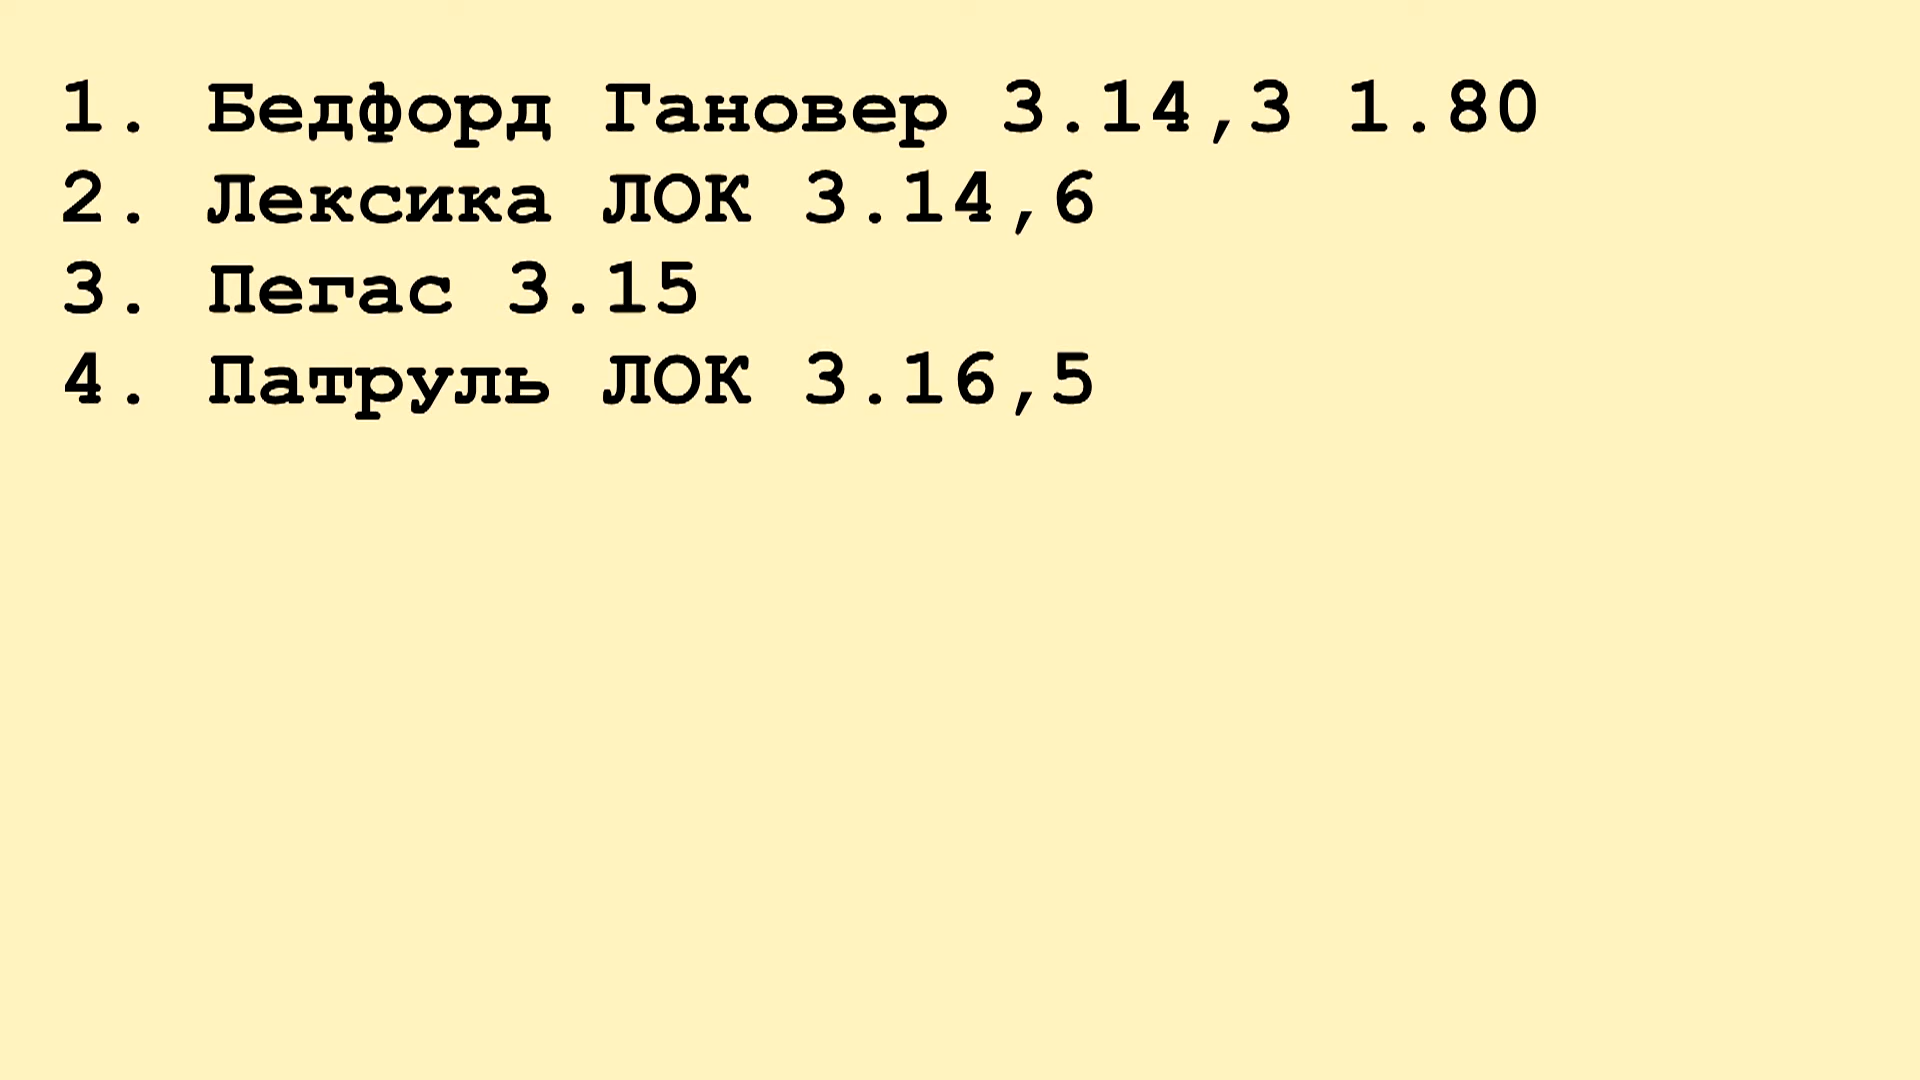 1. Бедфорд Гановер 3.14,3 1.80
2. Лексика ЛОК 3.14,6
3. Пегас 3.15
4. Патруль ЛОК 3.16,5